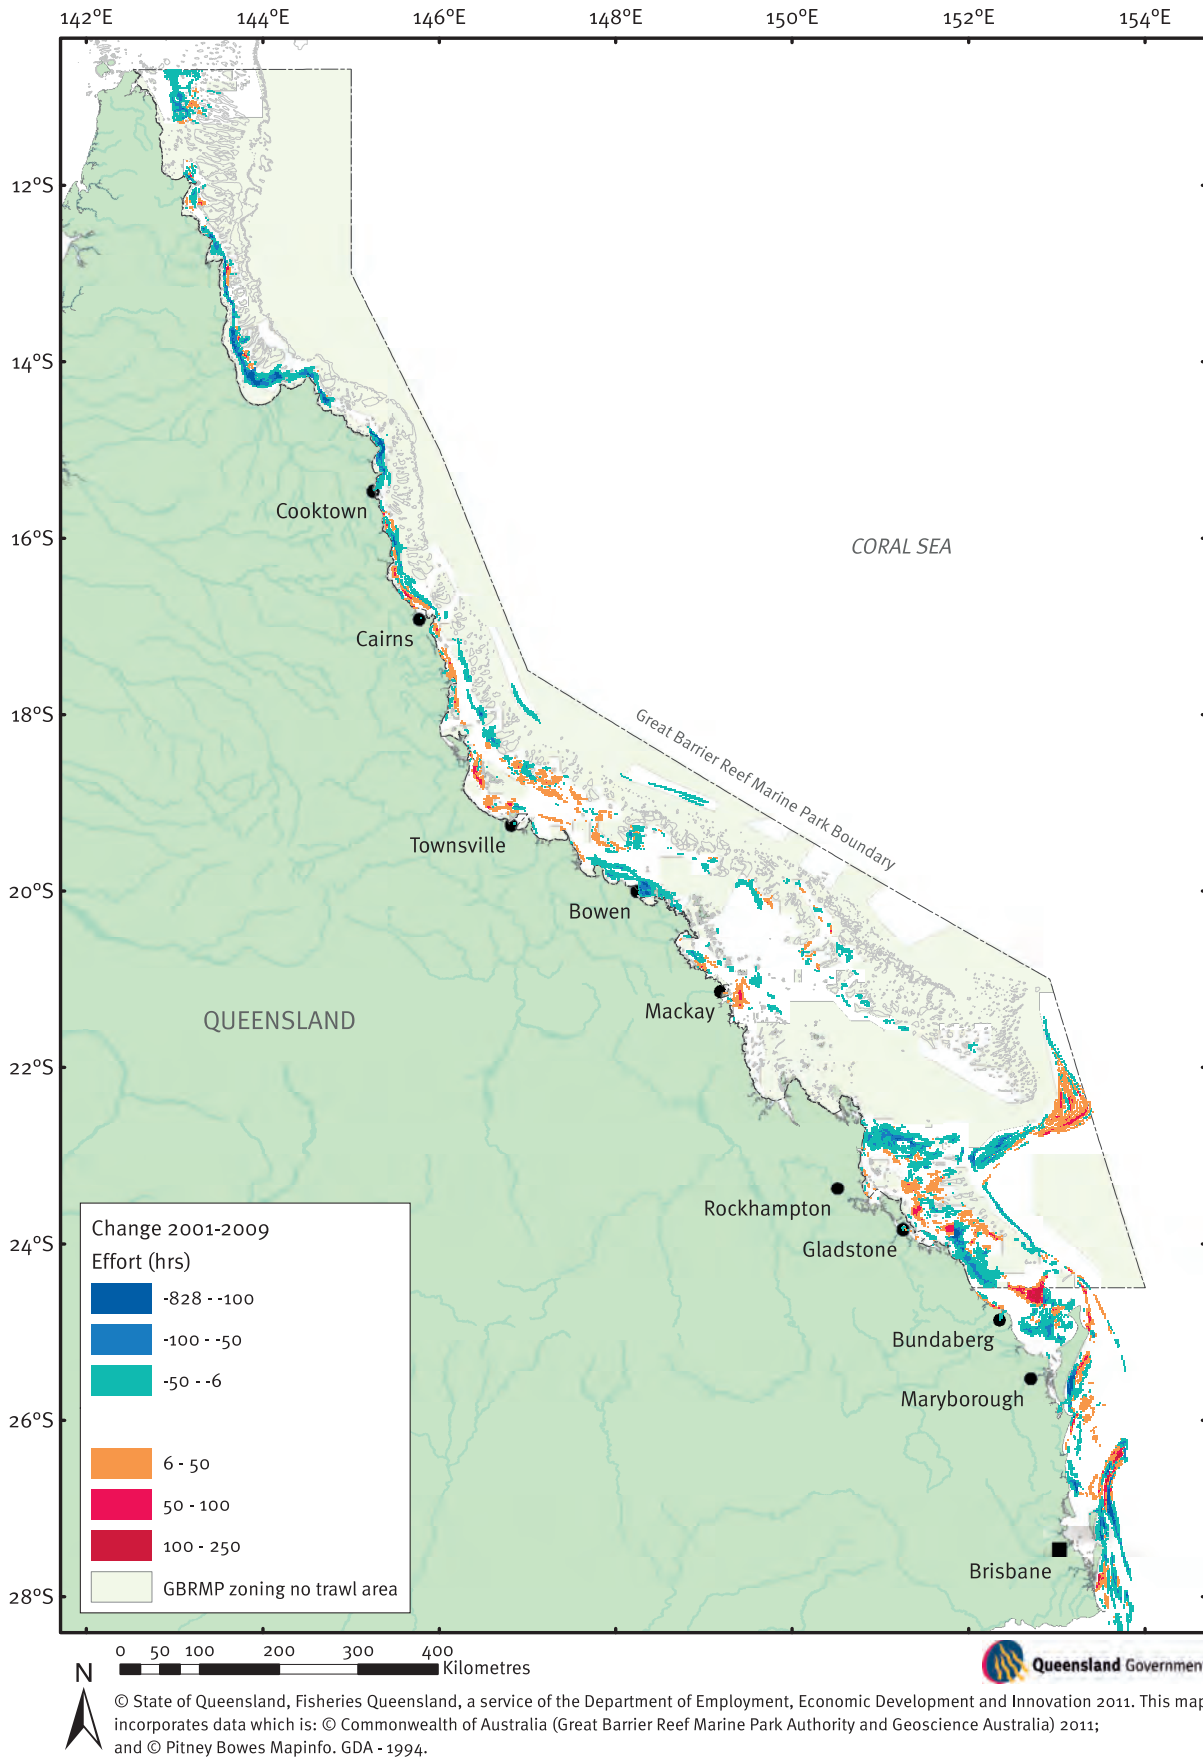 142°E 144°E 146°E 148°E 150°E 152°E 154°E
12°S
14°S
Cooktown
16°S
CORAL SEA
Cairns
18°S
Great Barrier Reef Marine Park Boundary
Townsville
20°S
Bowen
Mackay
QUEENSLAND
22°S
Rockhampton
Gladstone
24°S
Bundaberg
Maryborough
26°S
Brisbane
28°S
Change 2001-2009
Effort (hrs)
-828 - -100
-100 - -50
-50 - -6
6 - 50
50 - 100
100 - 250
GBRMP zoning no trawl area
0 50 100 200 300 400
Kilometres
N
Queensland Government
© State of Queensland, Fisheries Queensland, a service of the Department of Employment, Economic Development and Innovation 2011. This map
incorporates data which is: © Commonwealth of Australia (Great Barrier Reef Marine Park Authority and Geoscience Australia) 2011;
and © Pitney Bowes Mapinfo. GDA - 1994.